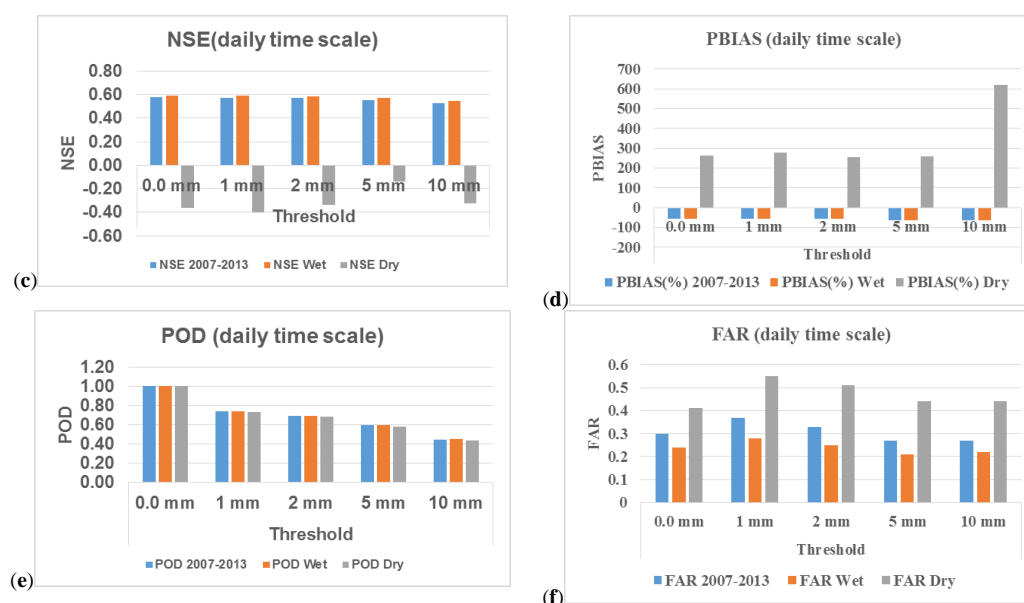 NSE(daily time scale)
0.80
0.60
0.40
0.20
0.00
-0.20
-0.40
-0.60
NSE
0.0 mm 1 mm 2 mm 5 mm 10 mm
Threshold
NSE 2007-2013 NSE Wet NSE Dry
(c)
PBIAS (daily time scale)
700
600
500
400
300
200
100
0
-100
-200
PBIAS
0.0 mm 1 mm 2 mm 5 mm 10 mm
Threshold
PBIAS(%) 2007-2013 PBIAS(%) Wet PBIAS(%) Dry
(d)
POD (daily time scale)
1.20
1.00
0.80
0.60
0.40
0.20
0.00
POD
0.0 mm 1 mm 2 mm 5 mm 10 mm
Threshold
POD 2007-2013 POD Wet POD Dry
(e)
FAR (daily time scale)
0.6
0.5
0.4
0.3
0.2
0.1
0
FAR
0.0 mm 1 mm 2 mm 5 mm 10 mm
Threshold
FAR 2007-2013 FAR Wet FAR Dry
(f)